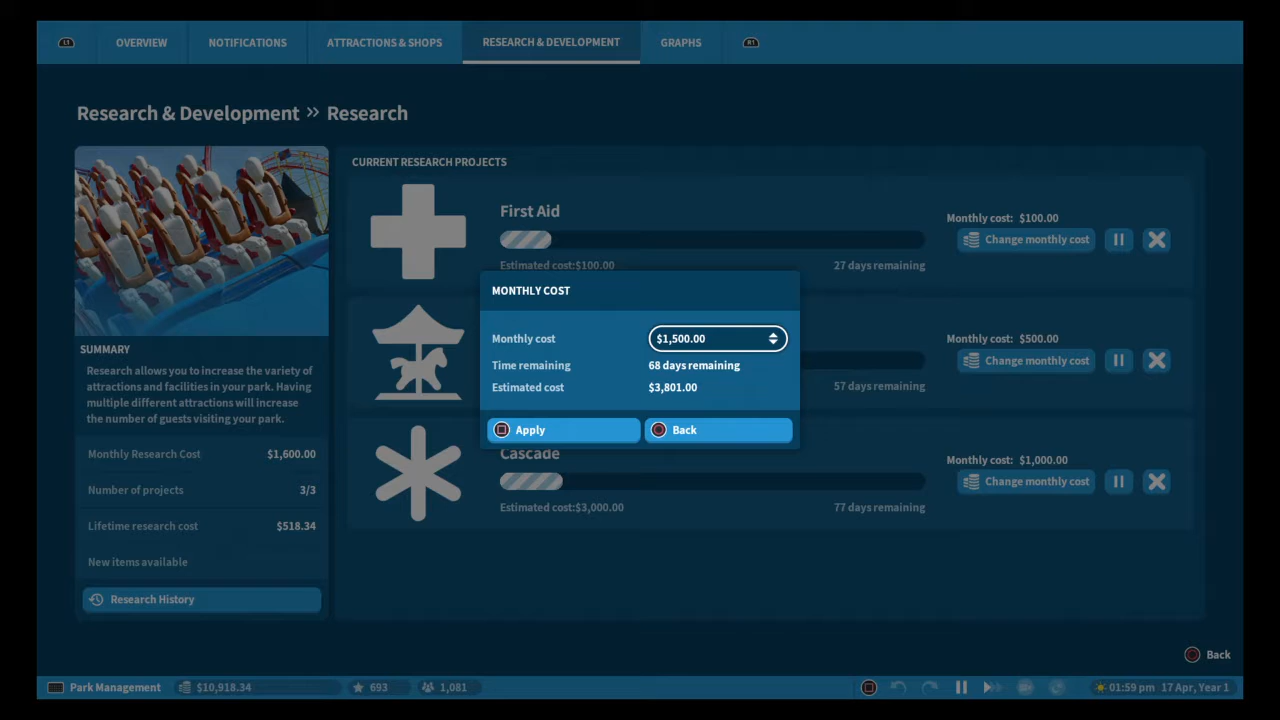 L1
OVERVIEW
NOTIFICATIONS
ATTRACTIONS & SHOPS
RESEARCH & DEVELOPMENT
GRAPHS
R1
Research & Development » Research
SUMMARY
Research allows you to increase the variety of
attractions and facilities in your park. Having
multiple different attractions will increase
the number of guests visiting your park.
Monthly Research Cost $1,600.00
Number of projects 3/3
Lifetime research cost $518.34
New items available
Research History
CURRENT RESEARCH PROJECTS
First Aid
Monthly cost: $100.00
Change monthly cost
Estimated cost:$100.00
27 days remaining
Monthly cost: $500.00
Change monthly cost
57 days remaining
Cascade
Monthly cost: $1,000.00
Change monthly cost
Estimated cost:$3,000.00
77 days remaining
MONTHLY COST
Monthly cost $1,500.00
Time remaining 68 days remaining
Estimated cost $3,801.00
Apply
Back
Back
Park Management
$10,918.34
693
1,081
01:59 pm 17 Apr, Year 1